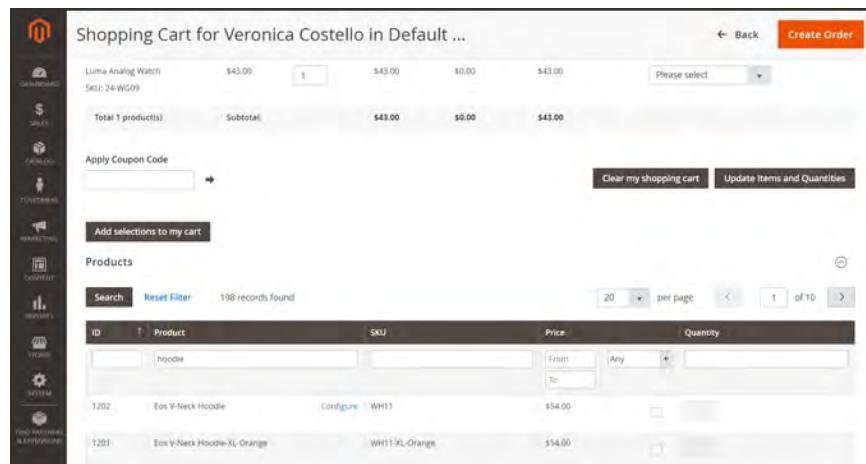 Shopping Cart for Veronica Costello in Default ...
← Back
Create Order
DASHBOARD
SALES
CATALOG
CUSTOMERS
MARKETING
CONTENT
REPORTS
STORES
SYSTEM
FIND PARTNERS
& EXTENSIONS
Luma Analog Watch $43.00 1 $43.00 $0.00 $43.00 Please select
SKU: 24-WG09
Total 1 product(s) Subtotal: $43.00 $0.00 $43.00
Apply Coupon Code
Clear my shopping cart Update Items and Quantities
Add selections to my cart
Products
Search Reset Filter 198 records found 20 per page 1 of 10
ID ↑ Product SKU Price Quantity
hoodie From Any
To
1202 Eos V-Neck Hoodie Configure WH11 $54.00
1201 Eos V-Neck Hoodie-XL-Orange WH11-XL-Orange $54.00